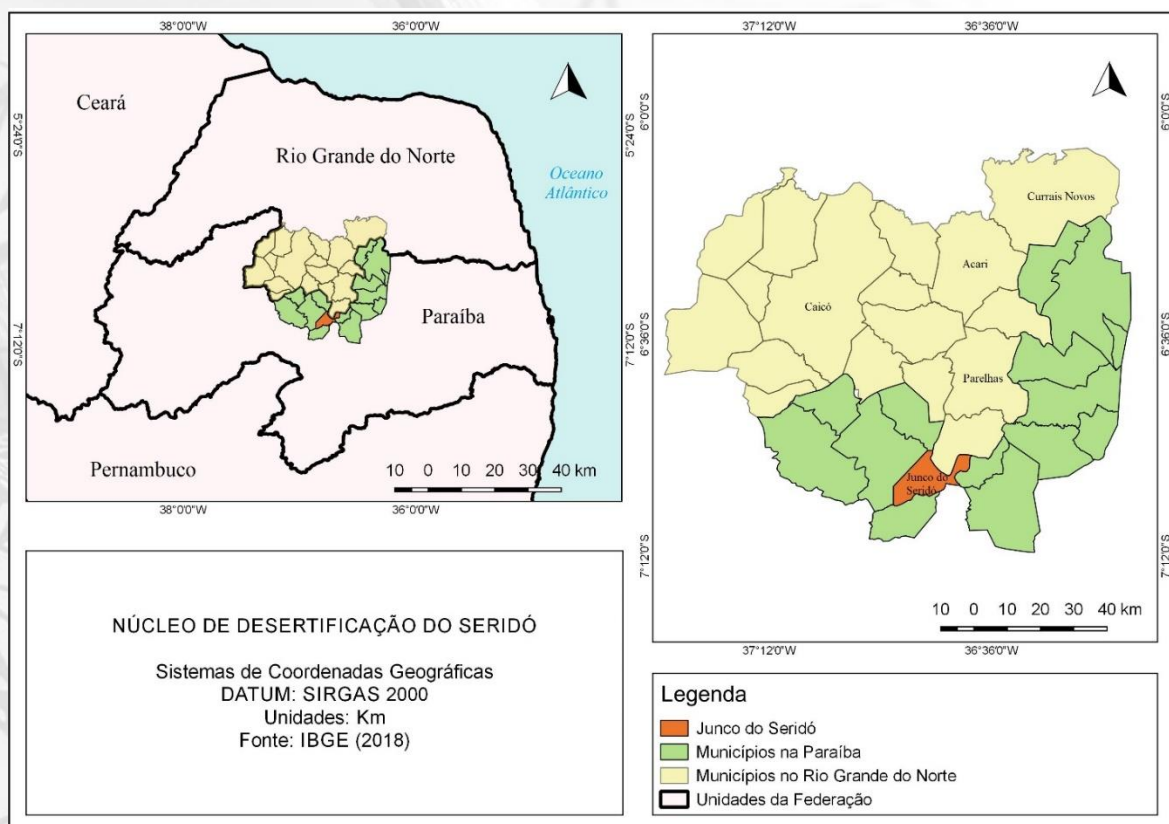 38°0'0"W
36°0'0"W
5°24'0"S
7°12'0"S
Ceará
Rio Grande do Norte
Oceano
Atlântico
Paraíba
Pernambuco
10 0 10 20 30 40 km
5°24'0"S
7°12'0"S
38°0'0"W
36°0'0"W
37°12'0"W
36°36'0"W
6°0'0"S
6°36'0"S
7°12'0"S
Currais Novos
Acari
Caicó
Parelhas
Junco do
Seridó
10 0 10 20 30 40 km
6°0'0"S
6°36'0"S
7°12'0"S
37°12'0"W
36°36'0"W
NÚCLEO DE DESERTIFICAÇÃO DO SERIDÓ
Sistemas de Coordenadas Geográficas
DATUM: SIRGAS 2000
Unidades: Km
Fonte: IBGE (2018)
Legenda
Junco do Seridó
Municípios na Paraíba
Municípios no Rio Grande do Norte
Unidades da Federação